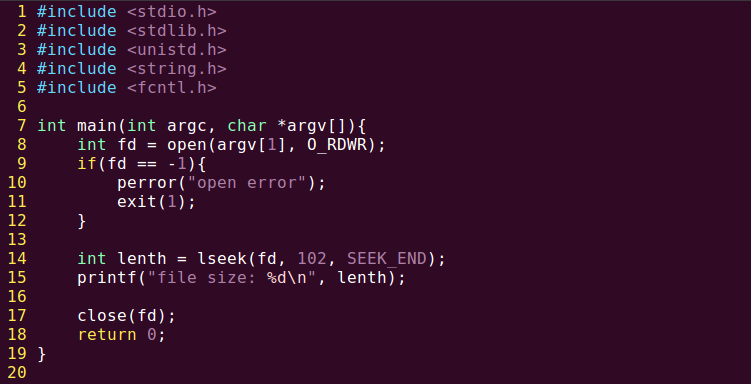 1 #include <stdio.h>
2 #include <stdlib.h>
3 #include <unistd.h>
4 #include <string.h>
5 #include <fcntl.h>
6
7 int main(int argc, char *argv[]){
8     int fd = open(argv[1], O_RDWR);
9     if(fd == -1){
10         perror("open error");
11         exit(1);
12     }
13
14     int lenth = lseek(fd, 102, SEEK_END);
15     printf("file size: %d\n", lenth);
16
17     close(fd);
18     return 0;
19 }
20